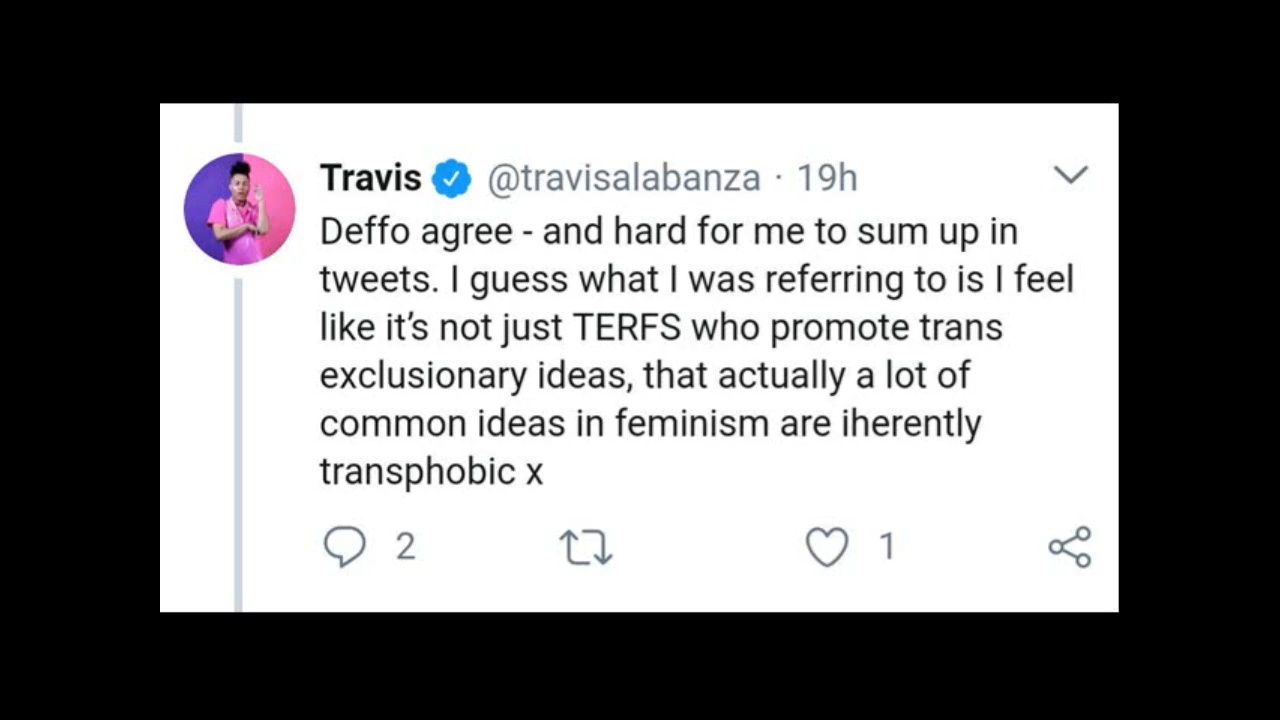 Travis @travisalabanza · 19h
Deffo agree - and hard for me to sum up in
tweets. I guess what I was referring to is I feel
like it's not just TERFS who promote trans
exclusionary ideas, that actually a lot of
common ideas in feminism are iherently
transphobic x
2 1